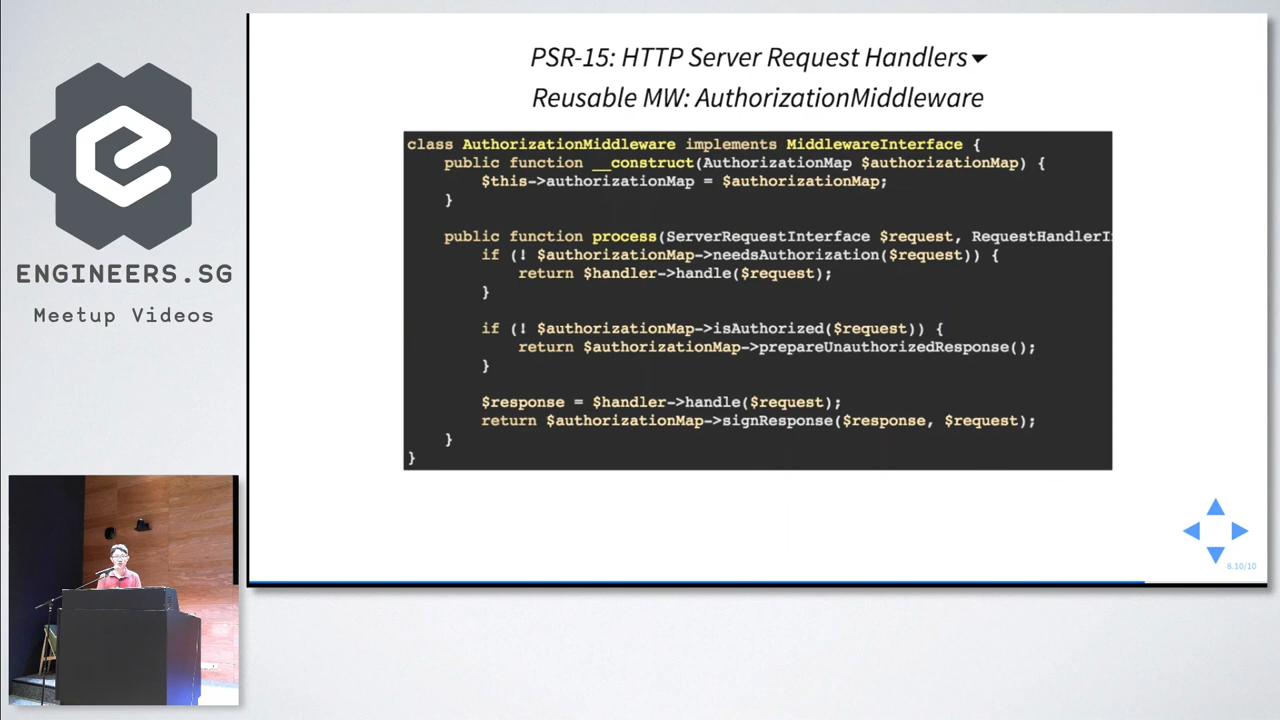 ENGINEERS.SG
Meetup Videos
PSR-15: HTTP Server Request Handlers
Reusable MW: AuthorizationMiddleware
class AuthorizationMiddleware implements MiddlewareInterface {
    public function __construct(AuthorizationMap $authorizationMap) {
        $this->authorizationMap = $authorizationMap;
    }
    public function process(ServerRequestInterface $request, RequestHandlerI
        if (! $authorizationMap->needsAuthorization($request)) {
            return $handler->handle($request);
        }
        if (! $authorizationMap->isAuthorized($request)) {
            return $authorizationMap->prepareUnauthorizedResponse();
        }
        $response = $handler->handle($request);
        return $authorizationMap->signResponse($response, $request);
    }
}
8.10/10